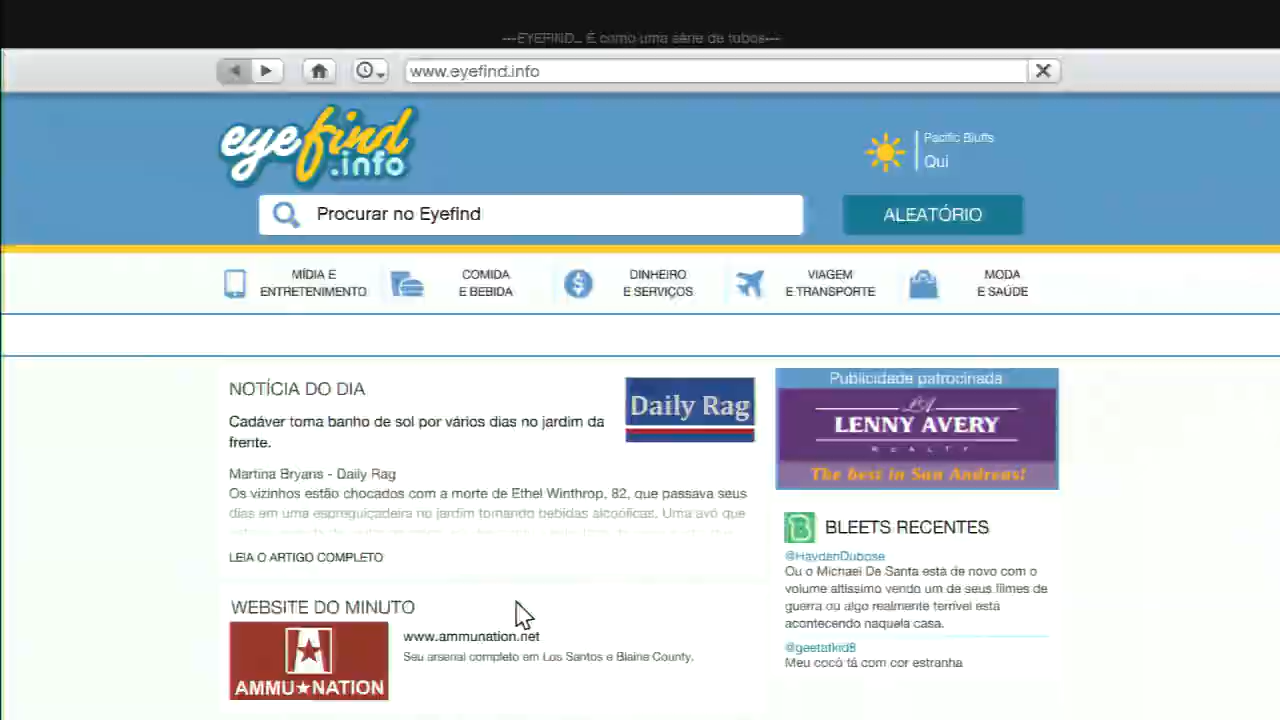 ---EYEFIND_ É como uma série de tubos---
www.eyefind.info
eyefind
.info
Pacific Bluffs
Qui
Procurar no Eyefind
ALEATÓRIO
MÍDIA E
ENTRETENIMENTO
COMIDA
E BEBIDA
DINHEIRO
E SERVIÇOS
VIAGEM
E TRANSPORTE
MODA
E SAÚDE
NOTÍCIA DO DIA
Daily Rag
Cadáver toma banho de sol por vários dias no jardim da
frente.
Martina Bryans - Daily Rag
Os vizinhos estão chocados com a morte de Ethel Winthrop, 82, que passava seus
dias em uma espreguiçadeira no jardim tomando bebidas alcoólicas. Uma avó que
LEIA O ARTIGO COMPLETO
WEBSITE DO MINUTO
AMMU★NATION
www.ammunation.net
Seu arsenal completo em Los Santos e Blaine County.
Publicidade patrocinada
LA
LENNY AVERY
REALTY
The best in San Andreas!
BLEETS RECENTES
@HaydenDubose
Ou o Michael De Santa está de novo com o
volume altíssimo vendo um de seus filmes de
guerra ou algo realmente terrível está
acontecendo naquela casa.
Meu cocô tá com cor estranha